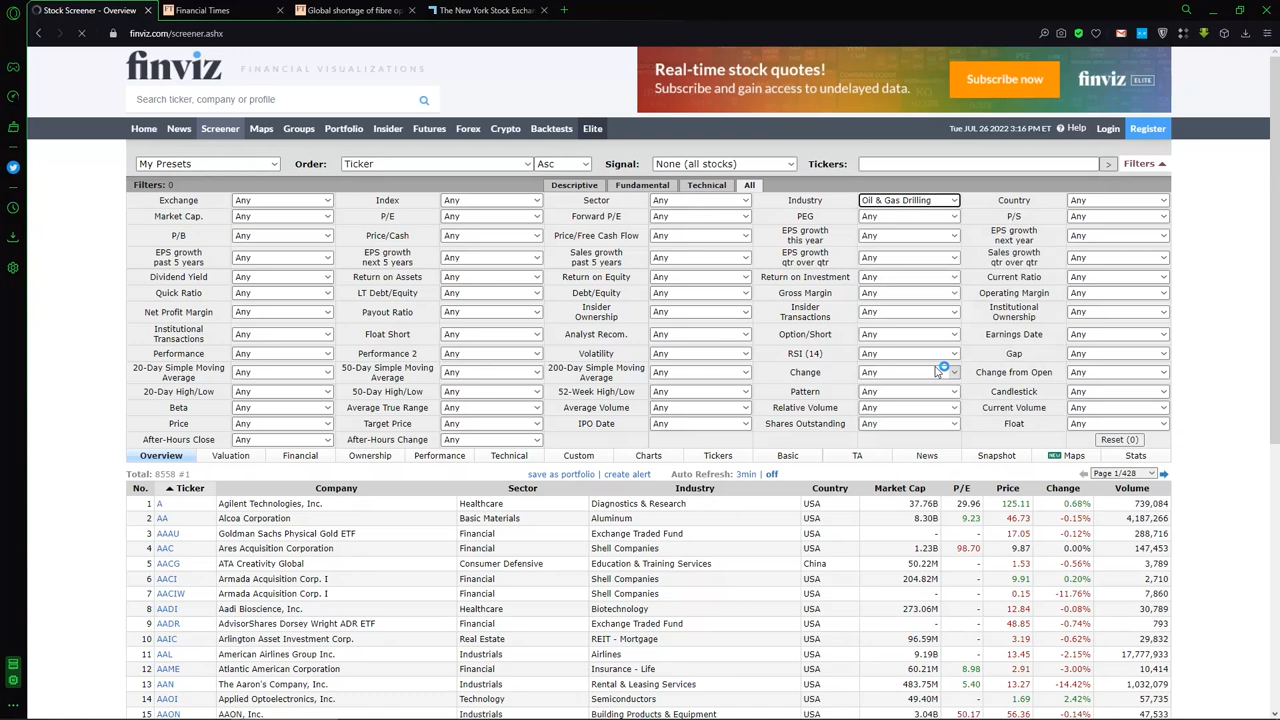 Stock Screener - Overview
Financial Times
Global shortage of fibre op
The New York Stock Exchan
finviz.com/screener.ashx
finviz FINANCIAL VISUALIZATIONS
Search ticker, company or profile
Real-time stock quotes!
Subscribe and gain access to undelayed data.
Subscribe now
finviz ELITE
Home News Screener Maps Groups Portfolio Insider Futures Forex Crypto Backtests Elite Tue Jul 26 2022 3:16 PM ET Help Login Register
My Presets Order: Ticker Asc Signal: None (all stocks) Tickers: > Filters
Filters: 0 Descriptive Fundamental Technical All
Exchange Any Index Any Sector Any Industry Oil & Gas Drilling Country Any
Market Cap. Any P/E Any Forward P/E Any PEG Any P/S Any
P/B Any Price/Cash Any Price/Free Cash Flow Any EPS growth this year Any EPS growth next year Any
EPS growth past 5 years Any EPS growth next 5 years Any Sales growth past 5 years Any EPS growth qtr over qtr Any Sales growth qtr over qtr Any
Dividend Yield Any Return on Assets Any Return on Equity Any Return on Investment Any Current Ratio Any
Quick Ratio Any LT Debt/Equity Any Debt/Equity Any Gross Margin Any Operating Margin Any
Net Profit Margin Any Payout Ratio Any Insider Ownership Any Insider Transactions Any Institutional Ownership Any
Institutional Transactions Any Float Short Any Analyst Recom. Any Option/Short Any Earnings Date Any
Performance Any Performance 2 Any Volatility Any RSI (14) Any Gap Any
20-Day Simple Moving Average Any 50-Day Simple Moving Average Any 200-Day Simple Moving Average Any Change Any Change from Open Any
20-Day High/Low Any 50-Day High/Low Any 52-Week High/Low Any Pattern Any Candlestick Any
Beta Any Average True Range Any Average Volume Any Relative Volume Any Current Volume Any
Price Any Target Price Any IPO Date Any Shares Outstanding Any Float Any
After-Hours Close Any After-Hours Change Any Reset (0)
Overview Valuation Financial Ownership Performance Technical Custom Charts Tickers Basic TA News Snapshot NEW Maps Stats
Total: 8558 #1 save as portfolio | create alert Auto Refresh: 3min | off Page 1/428
No. Ticker Company Sector Industry Country Market Cap P/E Price Change Volume
1 A Agilent Technologies, Inc. Healthcare Diagnostics & Research USA 37.76B 29.96 125.11 0.68% 739,084
2 AA Alcoa Corporation Basic Materials Aluminum USA 8.30B 9.23 46.73 -0.15% 4,187,266
3 AAAU Goldman Sachs Physical Gold ETF Financial Exchange Traded Fund USA - - 17.05 -0.12% 288,716
4 AAC Ares Acquisition Corporation Financial Shell Companies USA 1.23B 98.70 9.87 0.00% 147,453
5 AACG ATA Creativity Global Consumer Defensive Education & Training Services China 50.22M - 1.53 -0.56% 3,789
6 AACI Armada Acquisition Corp. I Financial Shell Companies USA 204.82M - 9.91 0.20% 2,710
7 AACIW Armada Acquisition Corp. I Financial Shell Companies USA - - 0.15 -11.76% 7,860
8 AADI Aadi Bioscience, Inc. Healthcare Biotechnology USA 273.06M - 12.84 -0.08% 30,789
9 AADR AdvisorShares Dorsey Wright ADR ETF Financial Exchange Traded Fund USA - - 48.85 -0.74% 793
10 AAIC Arlington Asset Investment Corp. Real Estate REIT - Mortgage USA 96.59M - 3.19 -0.62% 29,832
11 AAL American Airlines Group Inc. Industrials Airlines USA 9.19B - 13.45 -2.15% 17,777,933
12 AAME Atlantic American Corporation Financial Insurance - Life USA 60.21M 8.98 2.91 -3.00% 10,414
13 AAN The Aaron's Company, Inc. Industrials Rental & Leasing Services USA 483.75M 5.40 13.27 -14.42% 1,032,079
14 AAOI Applied Optoelectronics, Inc. Technology Semiconductors USA 49.40M - 1.69 2.42% 57,735
15 AAON AAON, Inc. Industrials Building Products & Equipment USA 3.04B 50.17 56.36 -0.14% 47,533